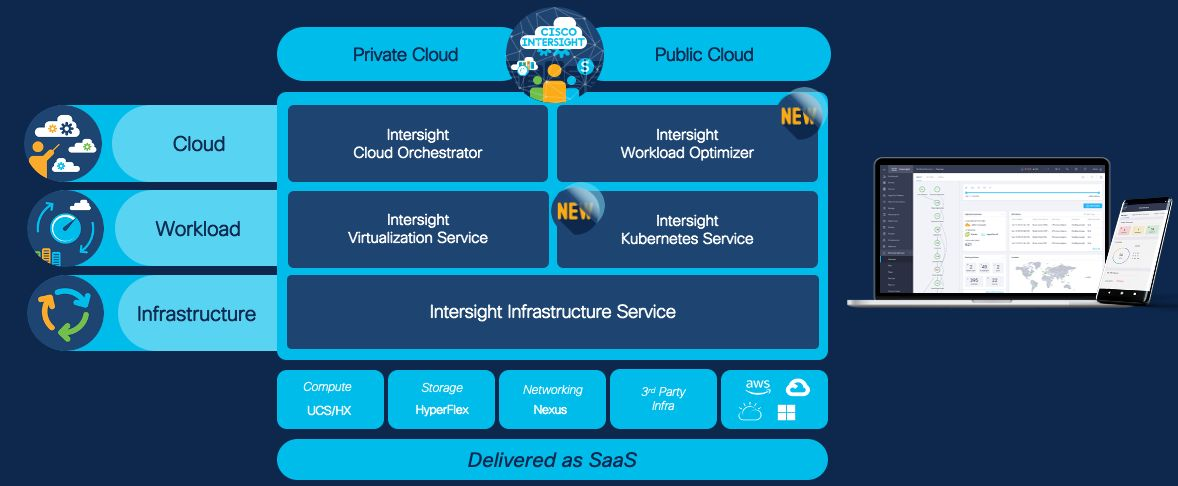 CISCO
INTERSIGHT
Private Cloud
Public Cloud
NEW
Cloud
Intersight
Cloud Orchestrator
Intersight
Workload Optimizer
Workload
Intersight
Virtualization Service
NEW
Intersight
Kubernetes Service
Infrastructure
Intersight Infrastructure Service
Compute
UCS/HX
Storage
HyperFlex
Networking
Nexus
3rd Party
Infra
aws
Delivered as SaaS